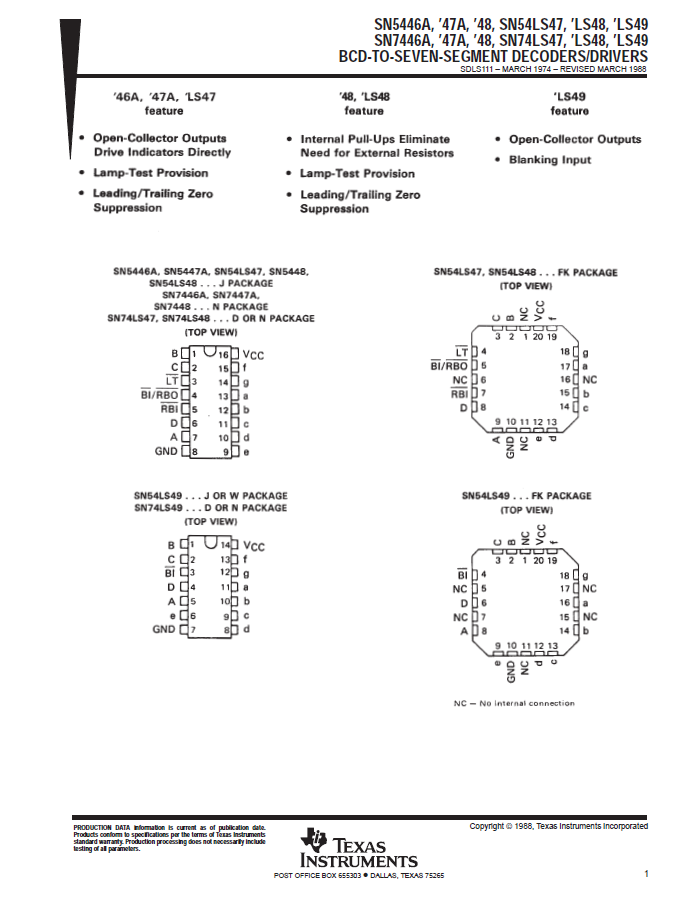 SN5446A, '47A, '48, SN54LS47, 'LS48, 'LS49
SN7446A, '47A, '48, SN74LS47, 'LS48, 'LS49
BCD-TO-SEVEN-SEGMENT DECODERS/DRIVERS
SDLS111 – MARCH 1974 – REVISED MARCH 1988
'46A, '47A, 'LS47
feature
• Open-Collector Outputs
Drive Indicators Directly
• Lamp-Test Provision
• Leading/Trailing Zero
Suppression
'48, 'LS48
feature
• Internal Pull-Ups Eliminate
Need for External Resistors
• Lamp-Test Provision
• Leading/Trailing Zero
Suppression
'LS49
feature
• Open-Collector Outputs
• Blanking Input
SN5446A, SN5447A, SN54LS47, SN5448,
SN54LS48 . . . J PACKAGE
SN7446A, SN7447A,
SN7448 . . . N PACKAGE
SN74LS47, SN74LS48 . . . D OR N PACKAGE
(TOP VIEW)
B 1 16 VCC
C 2 15 f
LT 3 14 g
BI/RBO 4 13 a
RBI 5 12 b
D 6 11 c
A 7 10 d
GND 8 9 e
SN54LS47, SN54LS48 . . . FK PACKAGE
(TOP VIEW)
C B NC VCC f
3 2 1 20 19
LT 4 18 g
BI/RBO 5 17 a
NC 6 16 NC
RBI 7 15 b
D 8 14 c
9 10 11 12 13
A GND NC e d
SN54LS49 . . . J OR W PACKAGE
SN74LS49 . . . D OR N PACKAGE
(TOP VIEW)
B 1 14 VCC
C 2 13 f
BI 3 12 g
D 4 11 a
A 5 10 b
e 6 9 c
GND 7 8 d
SN54LS49 . . . FK PACKAGE
(TOP VIEW)
C B NC VCC f
3 2 1 20 19
BI 4 18 g
NC 5 17 NC
D 6 16 a
NC 7 15 NC
A 8 14 b
9 10 11 12 13
e GND NC d c
NC – No internal connection
PRODUCTION DATA information is current as of publication date.
Products conform to specifications per the terms of Texas Instruments
standard warranty. Production processing does not necessarily include
testing of all parameters.
TEXAS
INSTRUMENTS
POST OFFICE BOX 655303 • DALLAS, TEXAS 75265
Copyright © 1988, Texas Instruments Incorporated
1